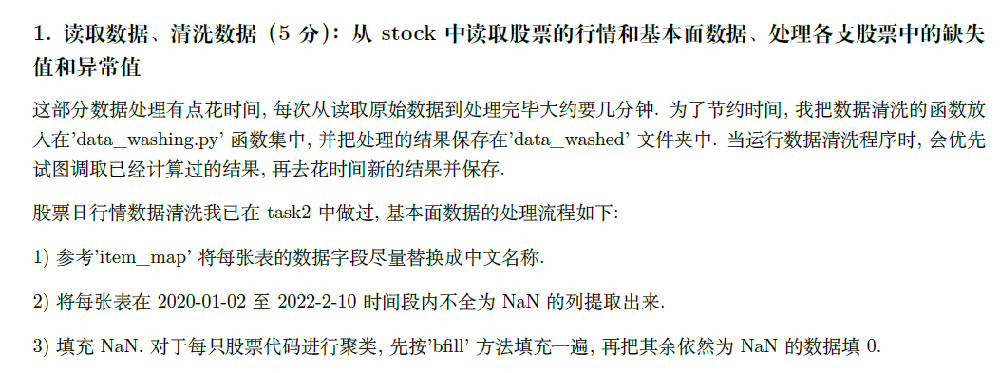 1. 读取数据、清洗数据（5 分）：从 stock 中读取股票的行情和基本面数据、处理各支股票中的缺失
值和异常值
这部分数据处理有点花时间, 每次从读取原始数据到处理完毕大约要几分钟. 为了节约时间, 我把数据清洗的函数放
入在'data_washing.py' 函数集中, 并把处理的结果保存在'data_washed' 文件夹中. 当运行数据清洗程序时, 会优先
试图调取已经计算过的结果, 再去花时间新的结果并保存.
股票日行情数据清洗我已在 task2 中做过, 基本面数据的处理流程如下:
1) 参考'item_map' 将每张表的数据字段尽量替换成中文名称.
2) 将每张表在 2020-01-02 至 2022-2-10 时间段内不全为 NaN 的列提取出来.
3) 填充 NaN. 对于每只股票代码进行聚类, 先按'bfill' 方法填充一遍, 再把其余依然为 NaN 的数据填 0.